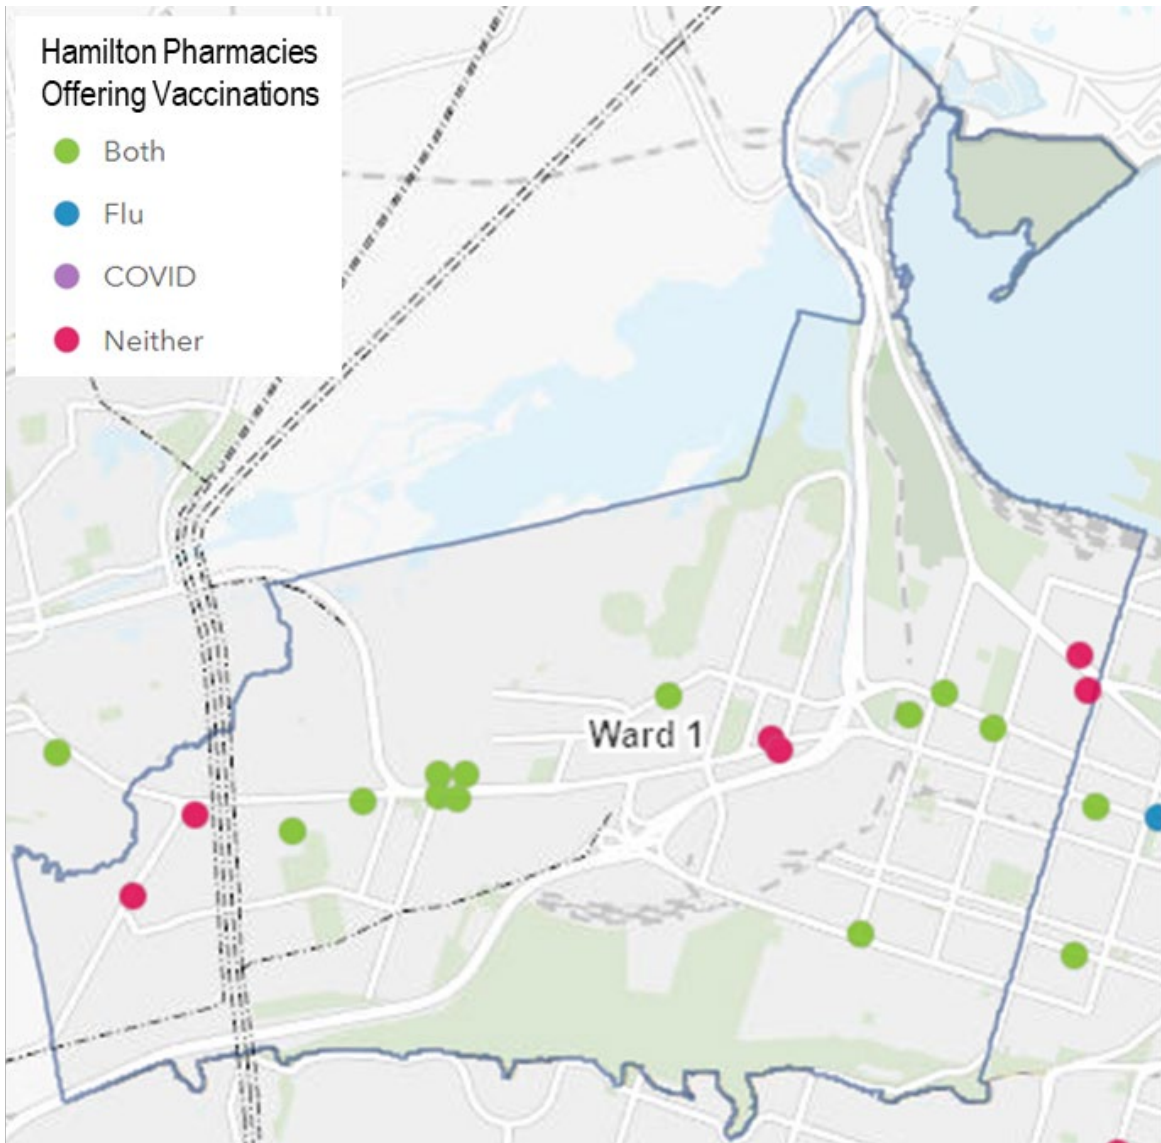 Hamilton Pharmacies
Offering Vaccinations
Both
Flu
COVID
Neither
Ward 1